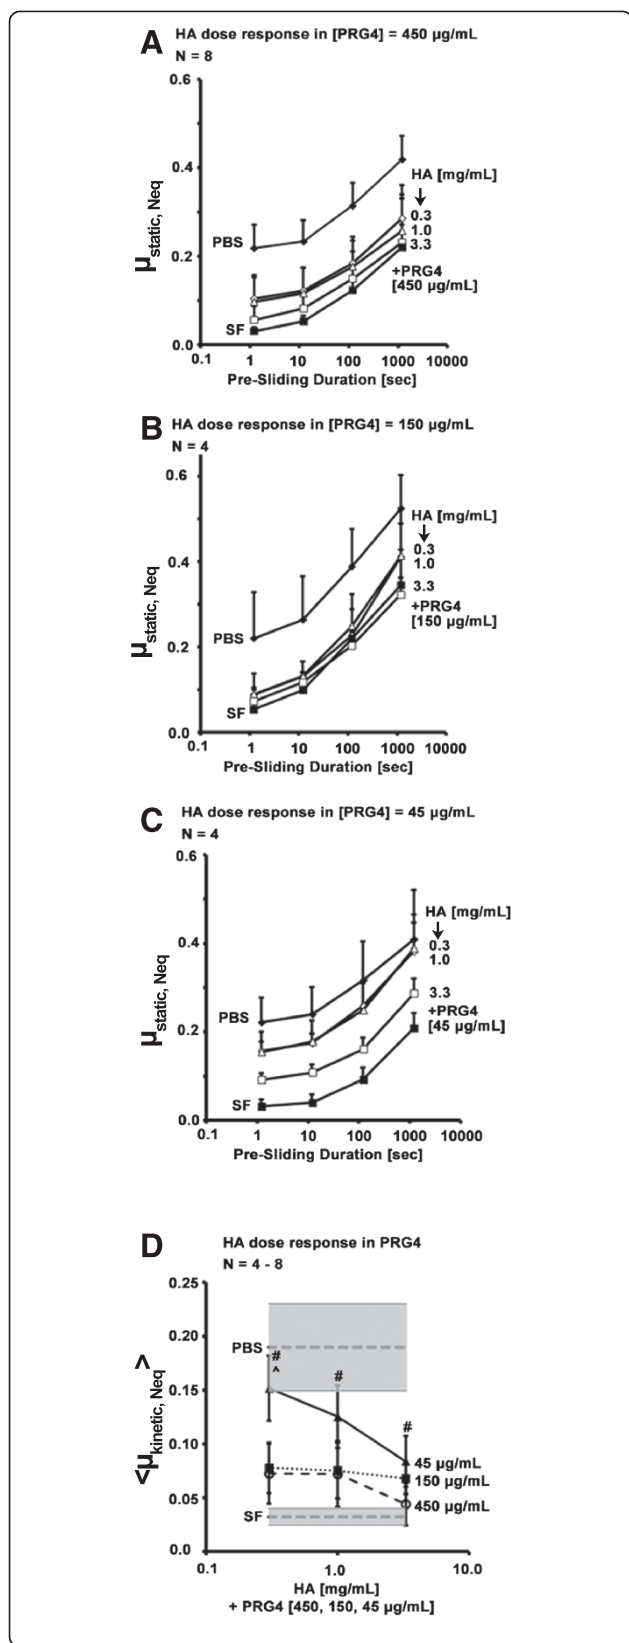 A HA dose response in [PRG4] = 450 µg/mL
N = 8
0.6
0.4
0.2
0.0
µstatic, Neq
PBS
SF
HA [mg/mL]
0.3
1.0
3.3
+PRG4
[450 µg/mL]
0.1 1 10 100 1000 10000
Pre-Sliding Duration [sec]
B HA dose response in [PRG4] = 150 µg/mL
N = 4
0.6
0.4
0.2
0.0
µstatic, Neq
PBS
SF
HA [mg/mL]
0.3
1.0
3.3
+PRG4
[150 µg/mL]
0.1 1 10 100 1000 10000
Pre-Sliding Duration [sec]
C HA dose response in [PRG4] = 45 µg/mL
N = 4
0.6
0.4
0.2
0.0
µstatic, Neq
PBS
SF
HA [mg/mL]
0.3
1.0
3.3
+PRG4
[45 µg/mL]
0.1 1 10 100 1000 10000
Pre-Sliding Duration [sec]
D HA dose response in PRG4
N = 4 - 8
0.25
0.20
0.15
0.10
0.05
0.0
<µkinetic, Neq>
PBS
#
^
#
#
45 µg/mL
150 µg/mL
450 µg/mL
SF
0.1 1.0 10.0
HA [mg/mL]
+ PRG4 [450, 150, 45 µg/mL]